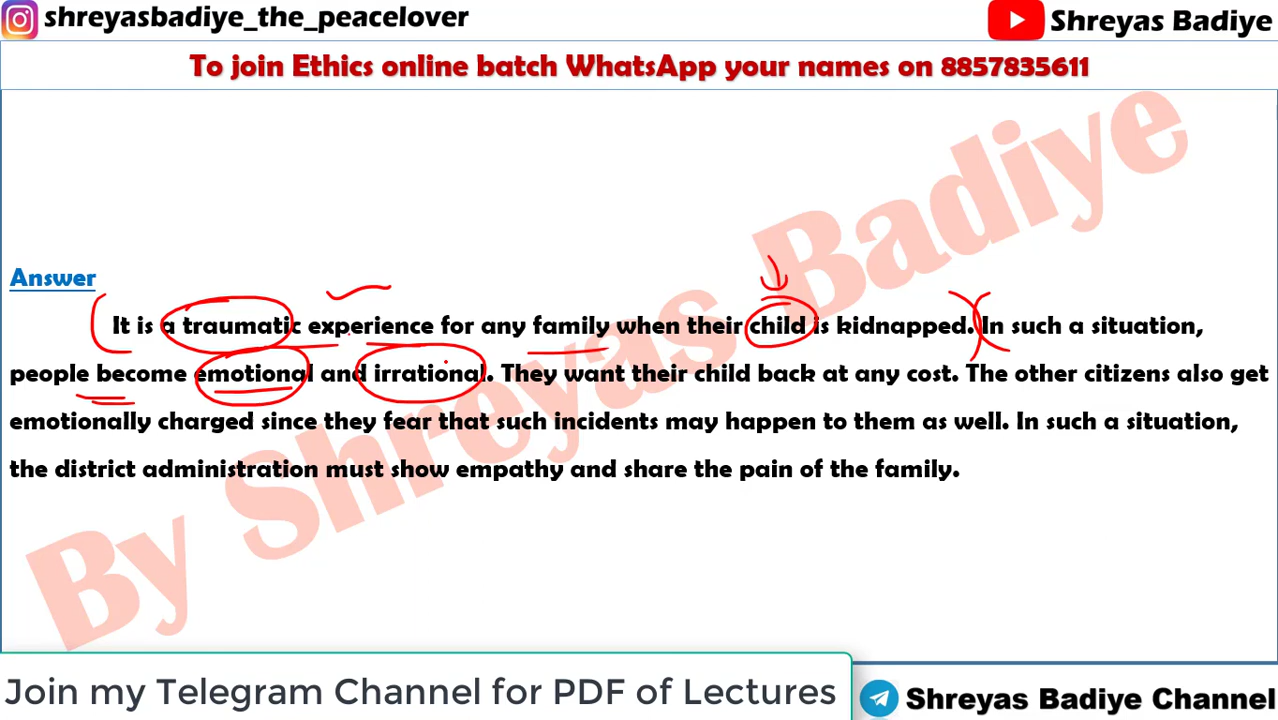 shreyasbadiye_the_peacelover
Shreyas Badiye
To join Ethics online batch WhatsApp your names on 8857835611
By Shreyas Badiye
Answer
It is a traumatic experience for any family when their child is kidnapped. In such a situation,
people become emotional and irrational. They want their child back at any cost. The other citizens also get
emotionally charged since they fear that such incidents may happen to them as well. In such a situation,
the district administration must show empathy and share the pain of the family.
Join my Telegram Channel for PDF of Lectures
Shreyas Badiye Channel